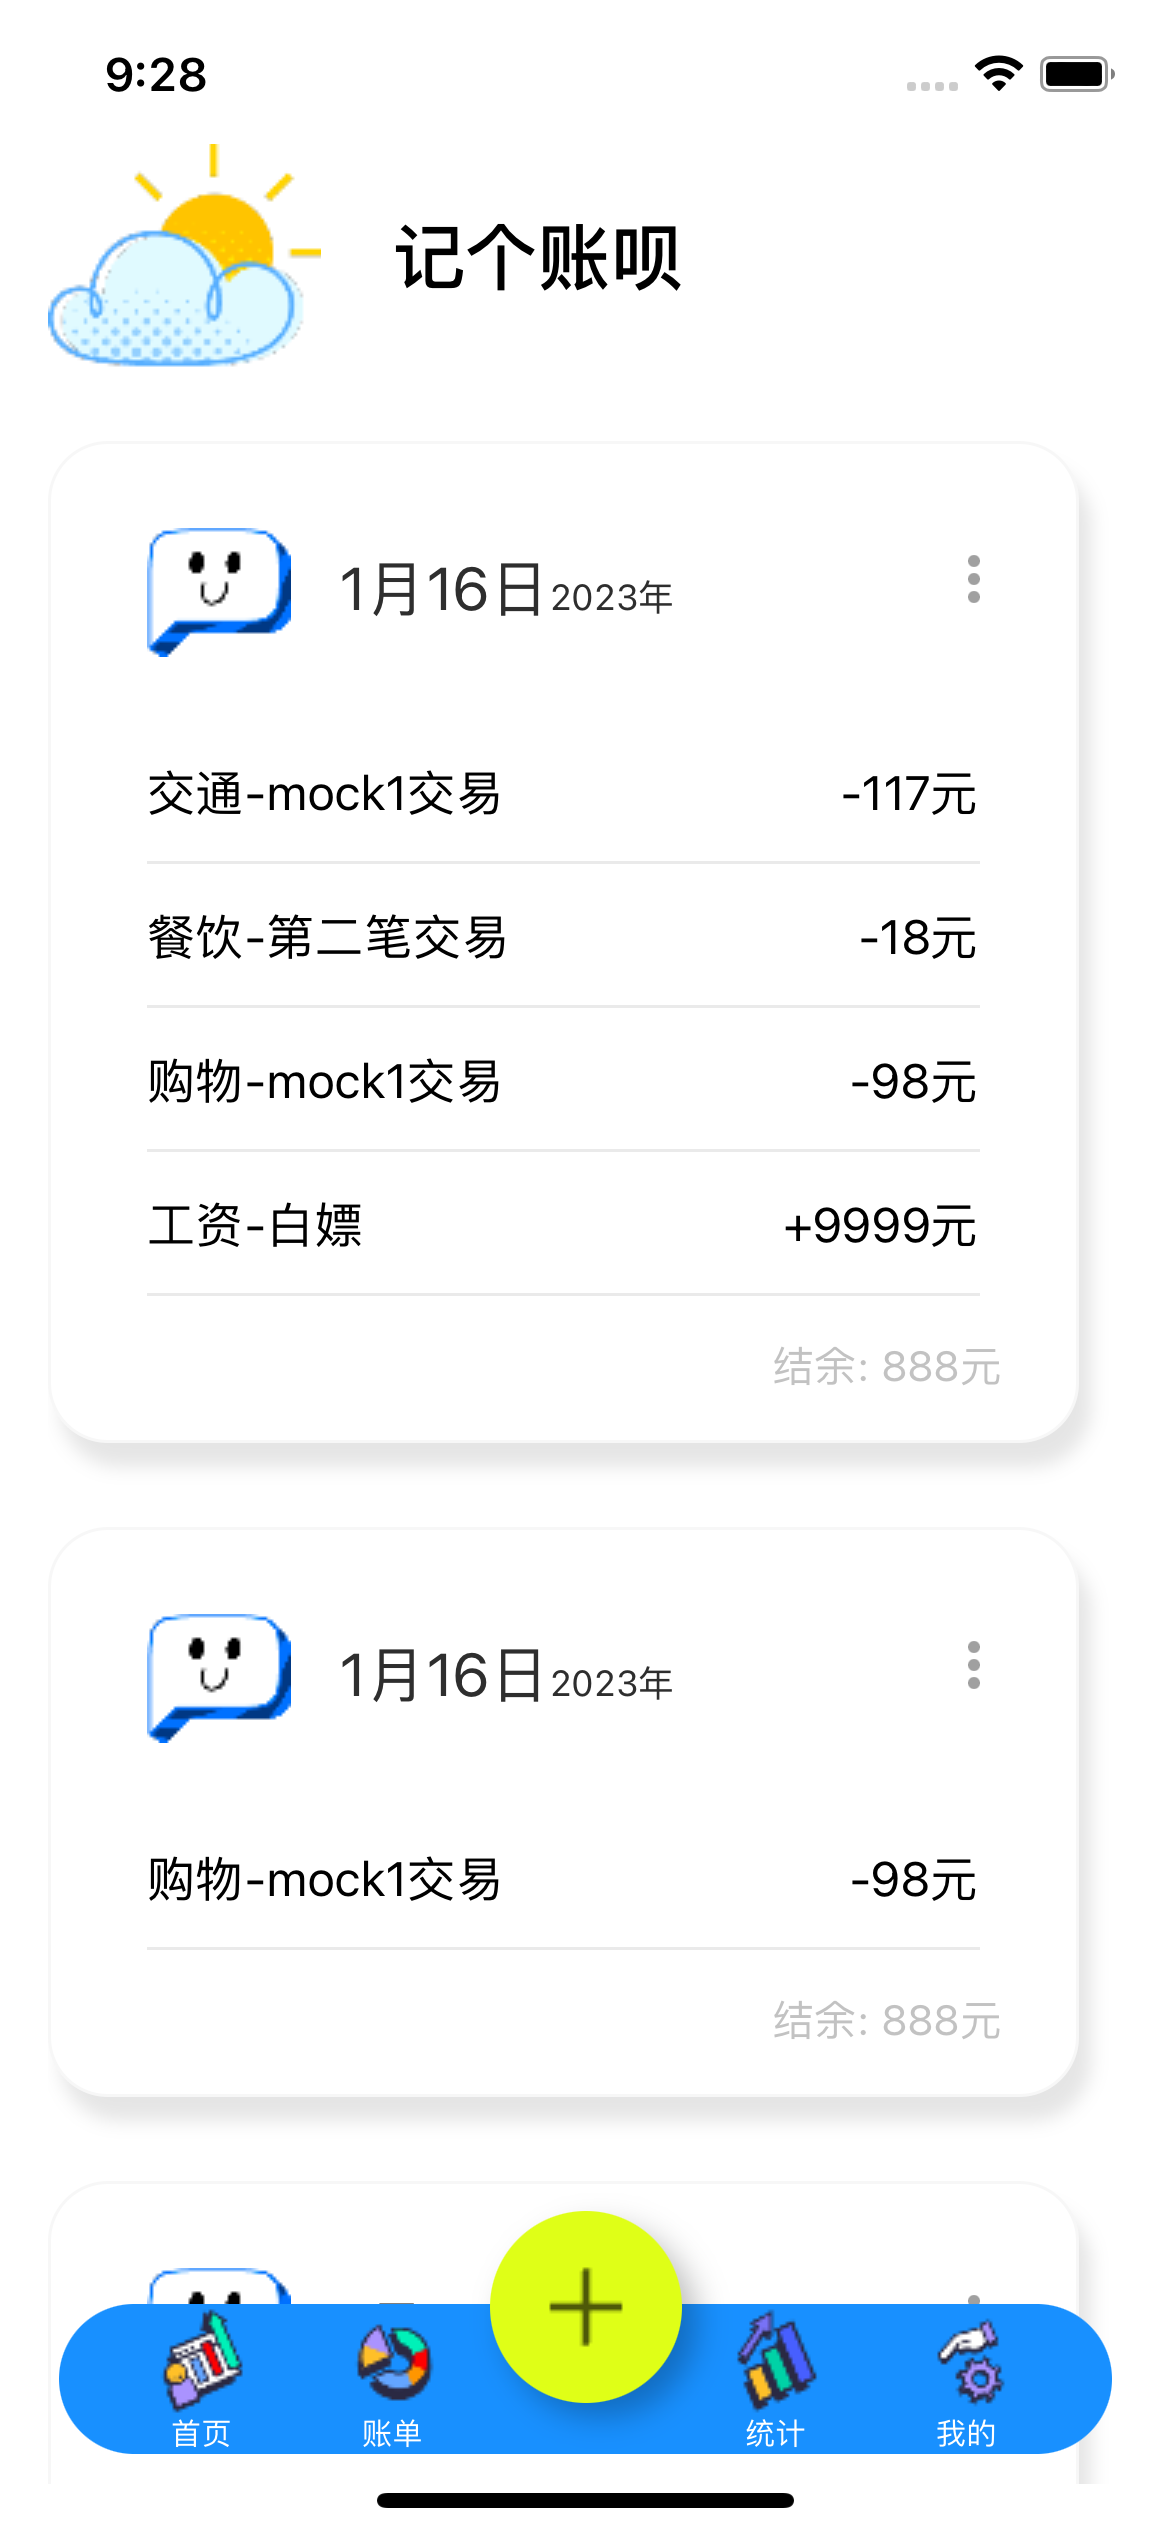 9:28
记个账呗
1月16日2023年
交通-mock1交易 -117元
餐饮-第二笔交易 -18元
购物-mock1交易 -98元
工资-白嫖 +9999元
结余: 888元
1月16日2023年
购物-mock1交易 -98元
结余: 888元
首页 账单 统计 我的